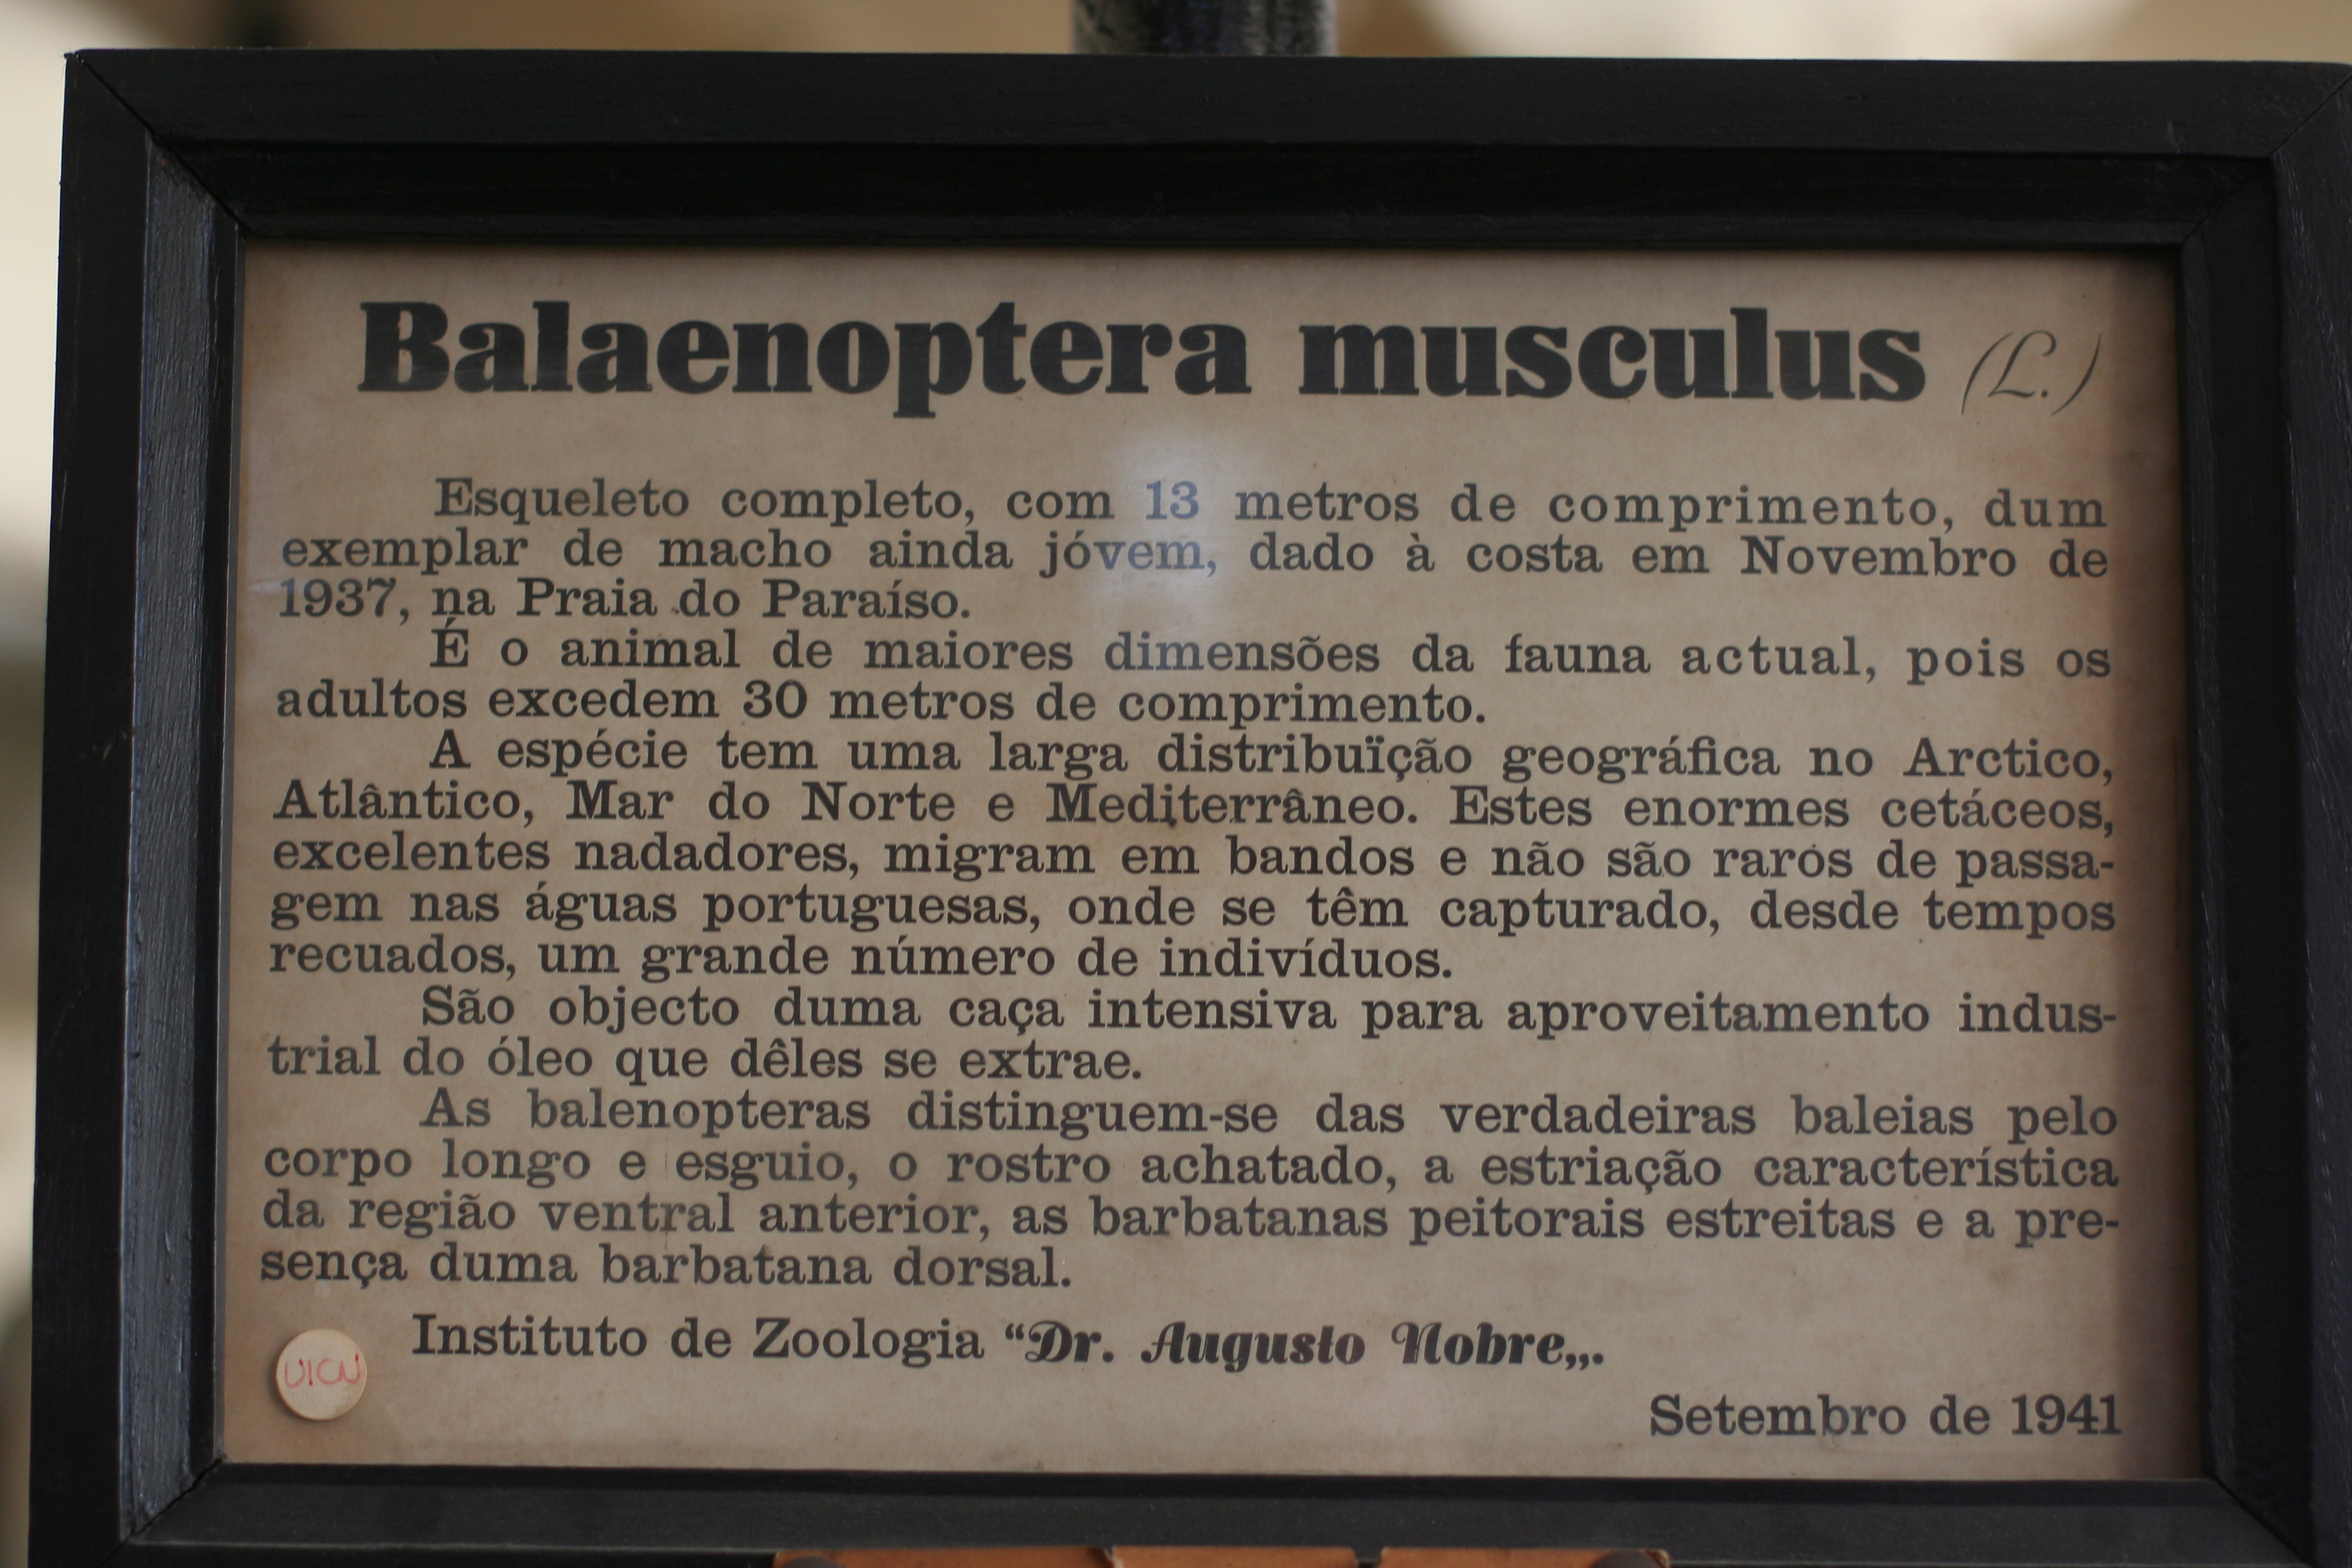 Balaenoptera musculus (L.)
Esqueleto completo, com 13 metros de comprimento, dum
exemplar de macho ainda jóvem, dado à costa em Novembro de
1937, na Praia do Paraíso.
É o animal de maiores dimensões da fauna actual, pois os
adultos excedem 30 metros de comprimento.
A espécie tem uma larga distribuïção geográfica no Arctico,
Atlântico, Mar do Norte e Mediterrâneo. Estes enormes cetáceos,
excelentes nadadores, migram em bandos e não são raros de passa-
gem nas águas portuguesas, onde se têm capturado, desde tempos
recuados, um grande número de indivíduos.
São objecto duma caça intensiva para aproveitamento indus-
trial do óleo que dêles se extrae.
As balenopteras distinguem-se das verdadeiras baleias pelo
corpo longo e esguio, o rostro achatado, a estriação característica
da região ventral anterior, as barbatanas peitorais estreitas e a pre-
sença duma barbatana dorsal.
Instituto de Zoologia “Dr. Augusto Nobre„.
UICN
Setembro de 1941